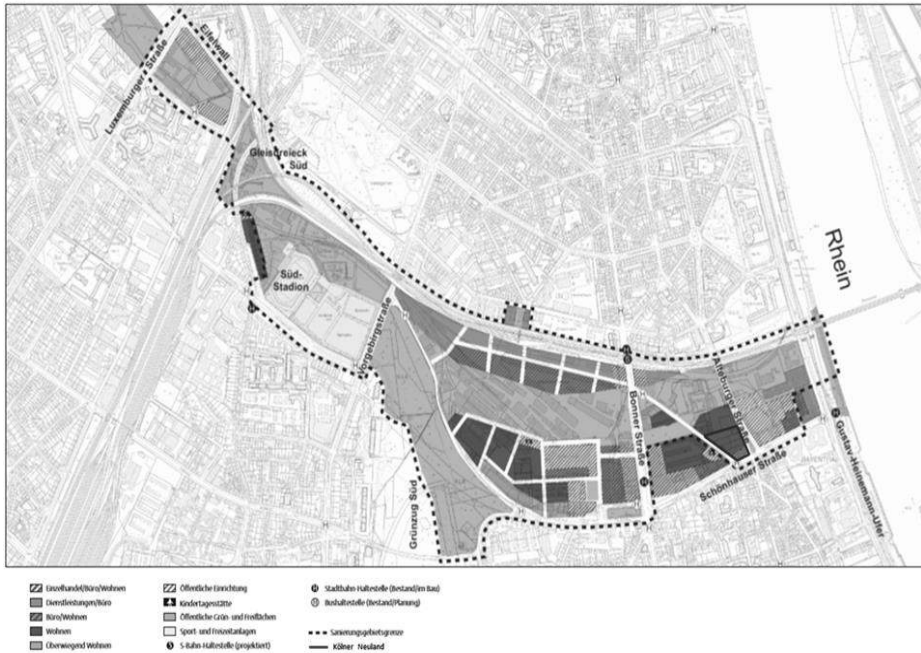 Luxemburger Straße
Eifelwall
Gleisdreieck
Süd
Süd-
Stadion
Vorgebirgstraße
Grünzug Süd
Bonner Straße
Alteburger Straße
Schönhauser Straße
Gustav-Heinemann-Ufer
Rhein
Einzelhandel/Büro/Wohnen
Dienstleistungen/Büro
Büro/Wohnen
Wohnen
Überwiegend Wohnen
Öffentliche Einrichtung
Kindertagesstätte
Öffentliche Grün- und Freiflächen
Sport- und Freizeitanlagen
S-Bahn-Haltestelle (projektiert)
Stadtbahn-Haltestelle (Bestand/im Bau)
Bushaltestelle (Bestand/Planung)
Sanierungsgebietsgrenze
Kölner Neuland